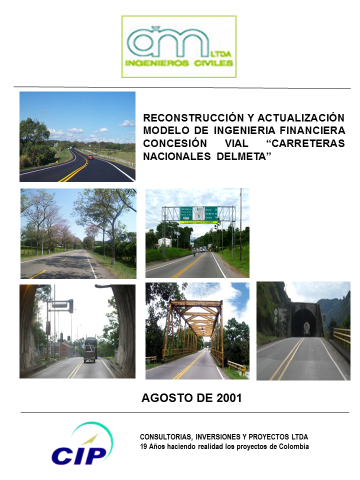 am LTDA
INGENIEROS CIVILES
RECONSTRUCCIÓN Y ACTUALIZACIÓN
MODELO DE INGENIERIA FINANCIERA
CONCESIÓN VIAL “CARRETERAS
NACIONALES DELMETA”
AGOSTO DE 2001
CIP
CONSULTORIAS, INVERSIONES Y PROYECTOS LTDA
19 Años haciendo realidad los proyectos de Colombia